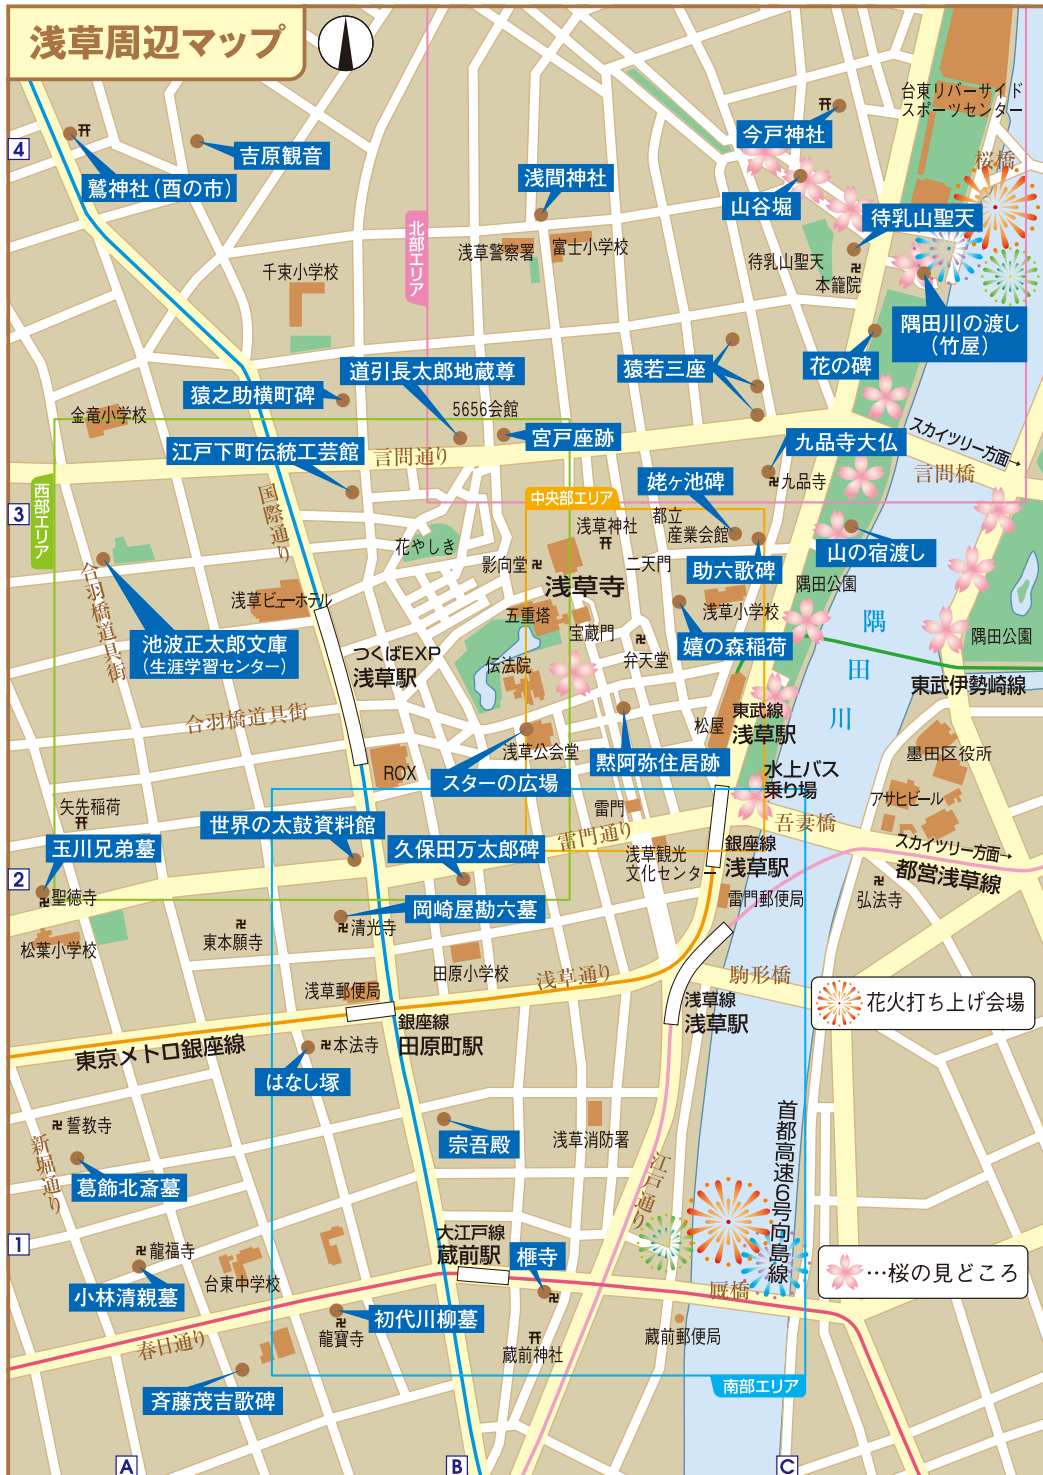 浅草周辺マップ
台東リバーサイド
スポーツセンター
桜橋
4
鷲神社(酉の市)
吉原観音
浅間神社
今戸神社
山谷堀
待乳山聖天
北部エリア
浅草警察署
富士小学校
待乳山聖天
本龍院
千束小学校
隅田川の渡し
(竹屋)
花の碑
猿若三座
道引長太郎地蔵尊
猿之助横町碑
5656会館
金竜小学校
宮戸座跡
江戸下町伝統工芸館
言問通り
九品寺大仏
九品寺
スカイツリー方面→
言問橋
西部エリア
3
国際通り
中央部エリア
姥ヶ池碑
浅草神社
都立
産業会館
花やしき
影向堂
二天門
助六歌碑
山の宿渡し
隅田公園
浅草寺
合羽橋道具街
浅草ビューホテル
五重塔
宝蔵門
浅草小学校
隅田公園
池波正太郎文庫
(生涯学習センター)
つくばEXP
浅草駅
伝法院
弁天堂
嬉の森稲荷
隅田川
東武伊勢崎線
合羽橋道具街
浅草公会堂
黙阿弥住居跡
松屋
東武線
浅草駅
墨田区役所
ROX
スターの広場
水上バス
乗り場
アサヒビール
矢先稲荷
世界の太鼓資料館
雷門
雷門通り
吾妻橋
玉川兄弟墓
久保田万太郎碑
浅草観光
文化センター
銀座線
浅草駅
スカイツリー方面→
都営浅草線
2
聖徳寺
岡崎屋勘六墓
雷門郵便局
弘法寺
松葉小学校
東本願寺
清光寺
田原小学校
浅草通り
駒形橋
浅草郵便局
浅草線
浅草駅
花火打ち上げ会場
東京メトロ銀座線
銀座線
田原町駅
本法寺
はなし塚
誓教寺
新堀通り
宗吾殿
浅草消防署
首都高速6号向島線
葛飾北斎墓
江戸通り
1
龍福寺
大江戸線
蔵前駅
榧寺
小林清親墓
台東中学校
厩橋
…桜の見どころ
初代川柳墓
春日通り
龍寶寺
蔵前神社
蔵前郵便局
斉藤茂吉歌碑
南部エリア
A
B
C